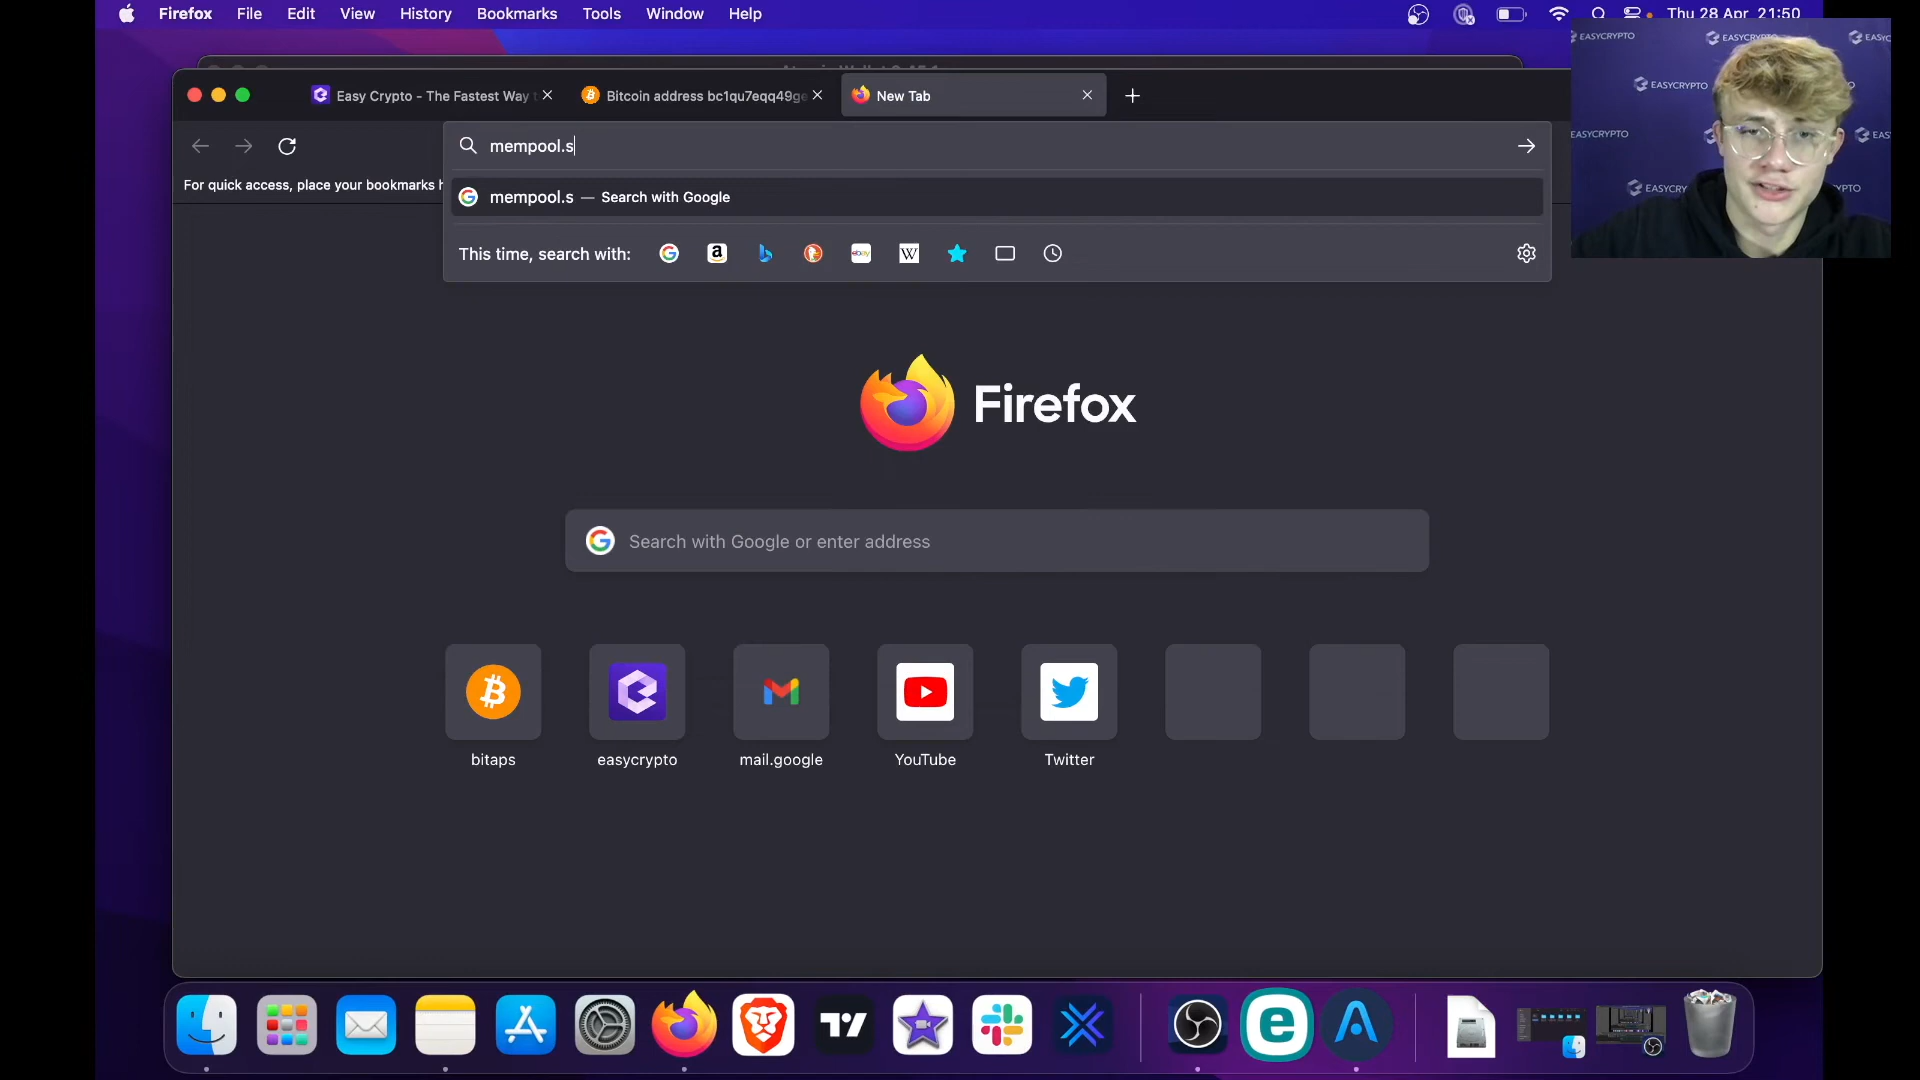 Firefox File Edit View History Bookmarks Tools Window Help
Thu 28 Apr 21:50
Easy Crypto - The Fastest Way
Bitcoin address bc1qu7eqq49ge
New Tab
mempool.s
For quick access, place your bookmarks h
mempool.s — Search with Google
This time, search with:
Firefox
Search with Google or enter address
bitaps
easycrypto
mail.google
YouTube
Twitter
EASYCRYPTO
EASYCRYPTO
EASYC
EASYCRYPTO